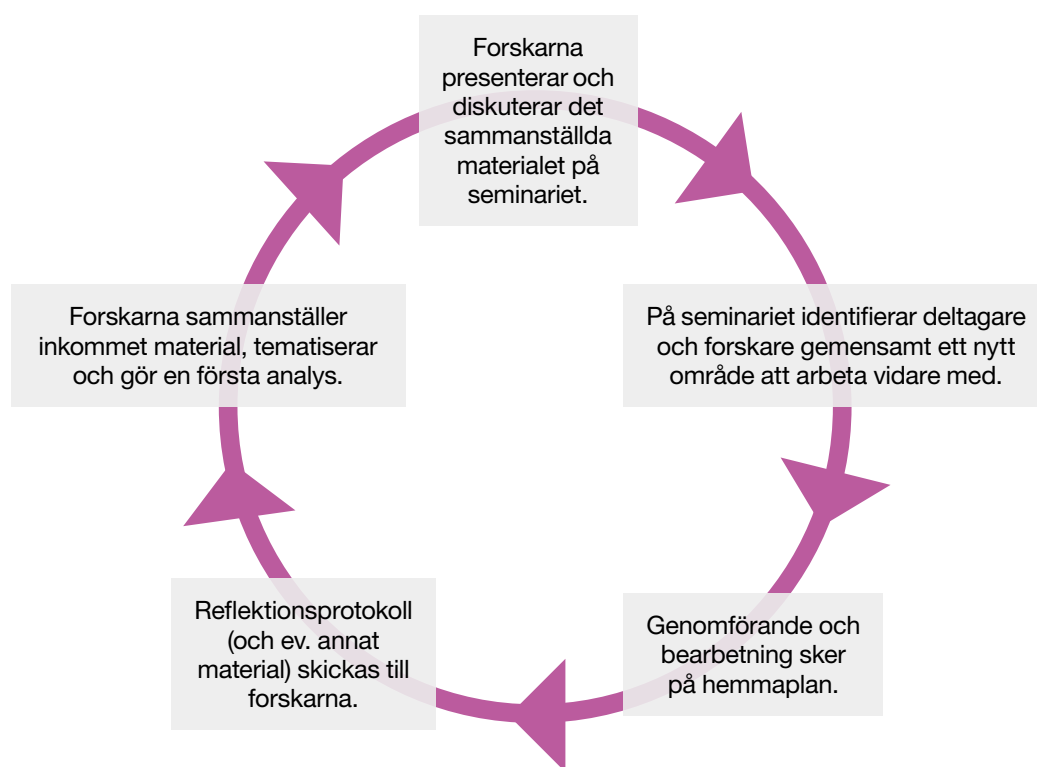 Forskarna
presenterar och
diskuterar det
sammanställda
materialet på
seminariet.
På seminariet identifierar deltagare
och forskare gemensamt ett nytt
område att arbeta vidare med.
Genomförande och
bearbetning sker
på hemmaplan.
Reflektionsprotokoll
(och ev. annat
material) skickas till
forskarna.
Forskarna sammanställer
inkommet material, tematiserar
och gör en första analys.